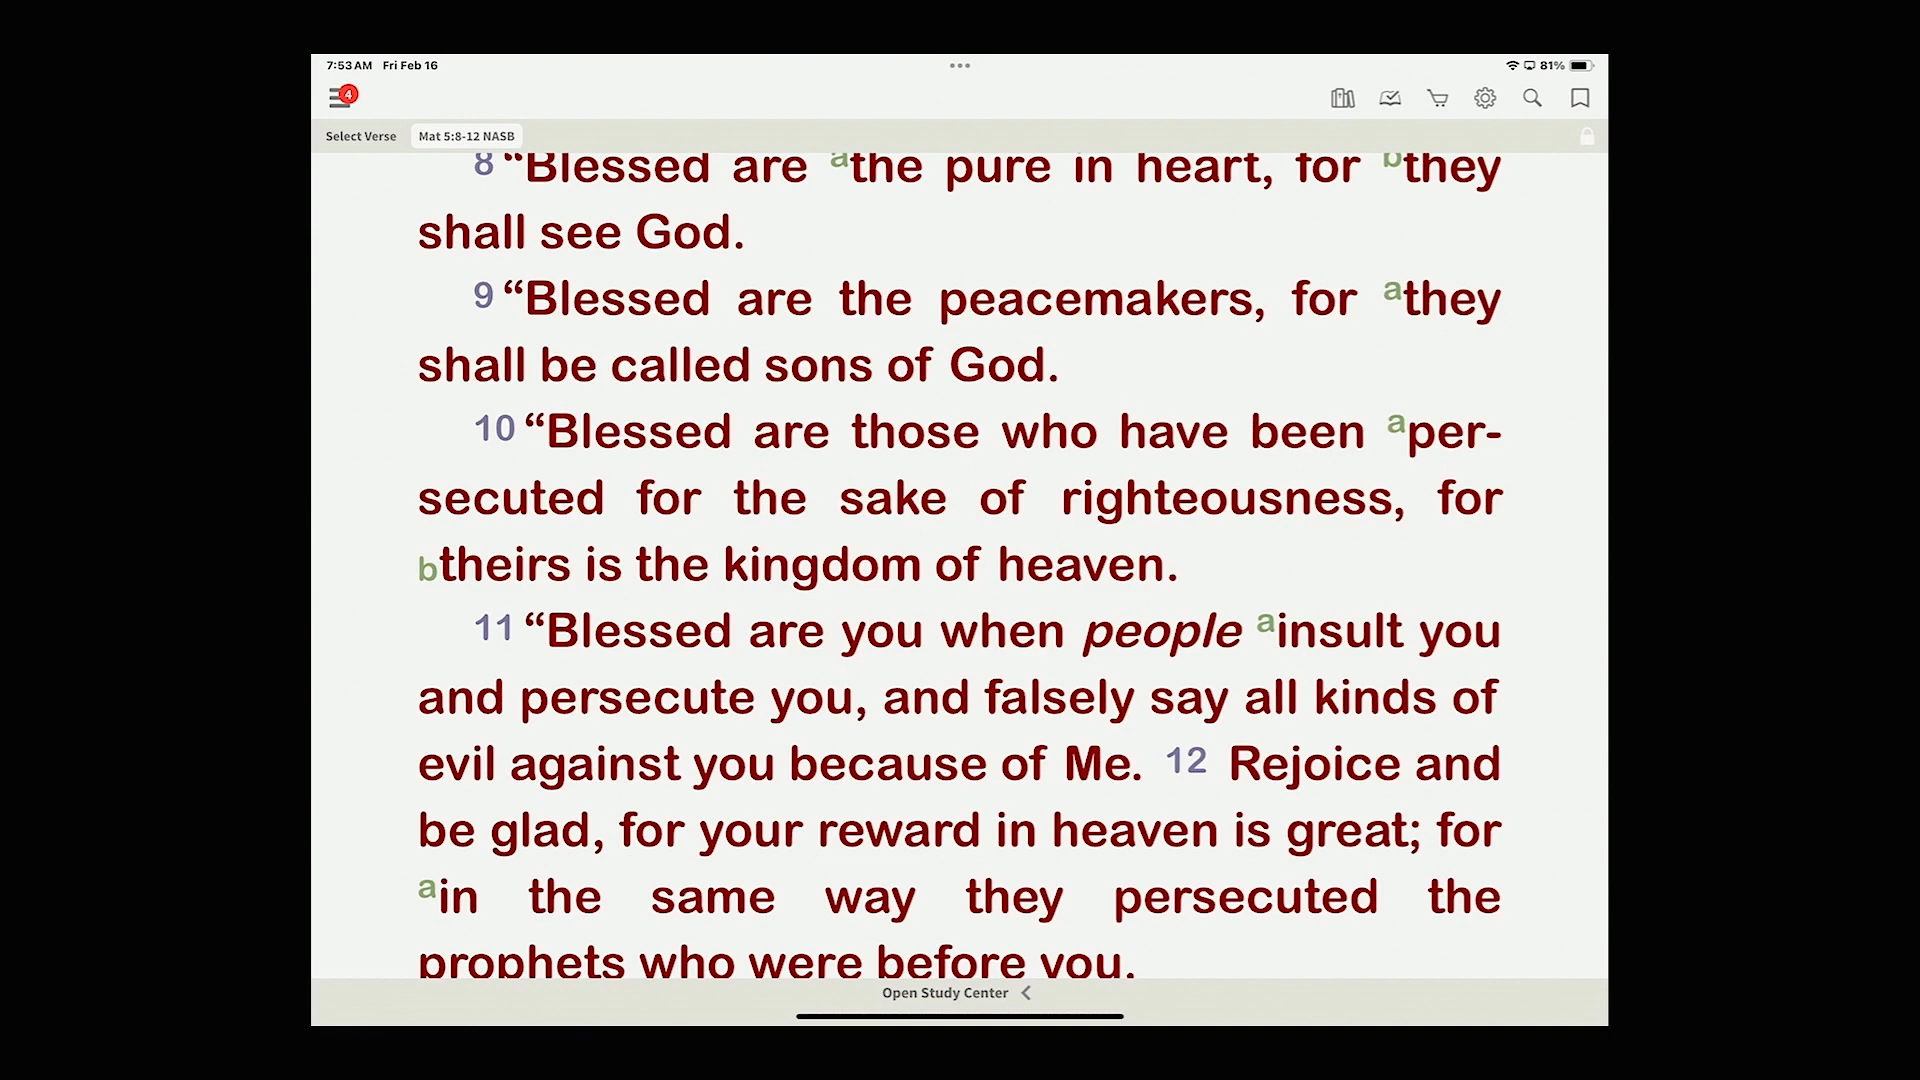 7:53 AM Fri Feb 16
81%
4
Select Verse Mat 5:8-12 NASB
8 “Blessed are athe pure in heart, for bthey
shall see God.
9 “Blessed are the peacemakers, for athey
shall be called sons of God.
10 “Blessed are those who have been aper-
secuted for the sake of righteousness, for
btheirs is the kingdom of heaven.
11 “Blessed are you when people ainsult you
and persecute you, and falsely say all kinds of
evil against you because of Me. 12 Rejoice and
be glad, for your reward in heaven is great; for
ain the same way they persecuted the
prophets who were before you.
Open Study Center